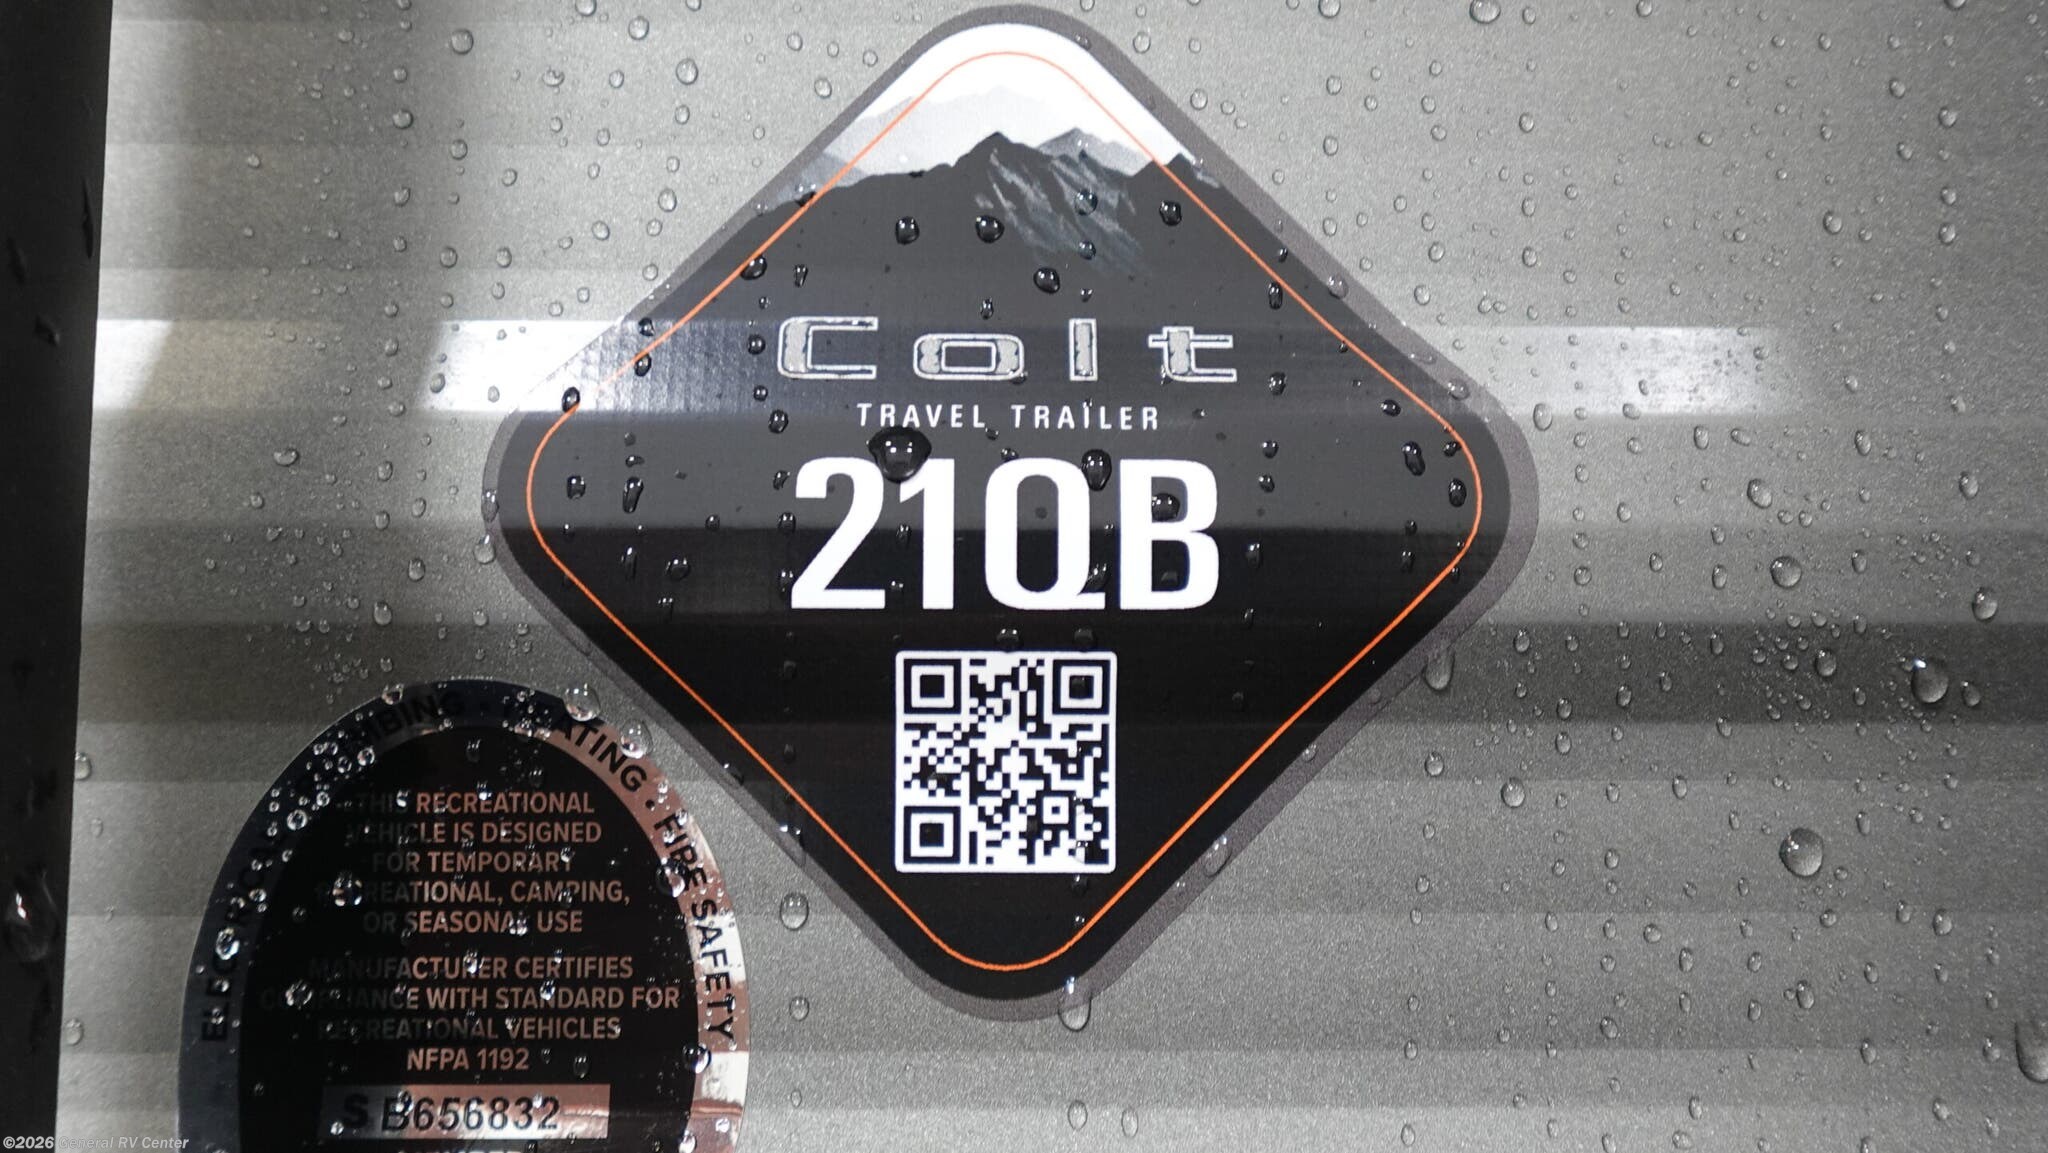 Colt
TRAVEL TRAILER
21QB
HEATING • FIRE SAFETY
THIS RECREATIONAL
VEHICLE IS DESIGNED
FOR TEMPORARY
RECREATIONAL, CAMPING,
OR SEASONAL USE
MANUFACTURER CERTIFIES
COMPLIANCE WITH STANDARD FOR
RECREATIONAL VEHICLES
NFPA 1192
SB656832
©2026 General RV Center